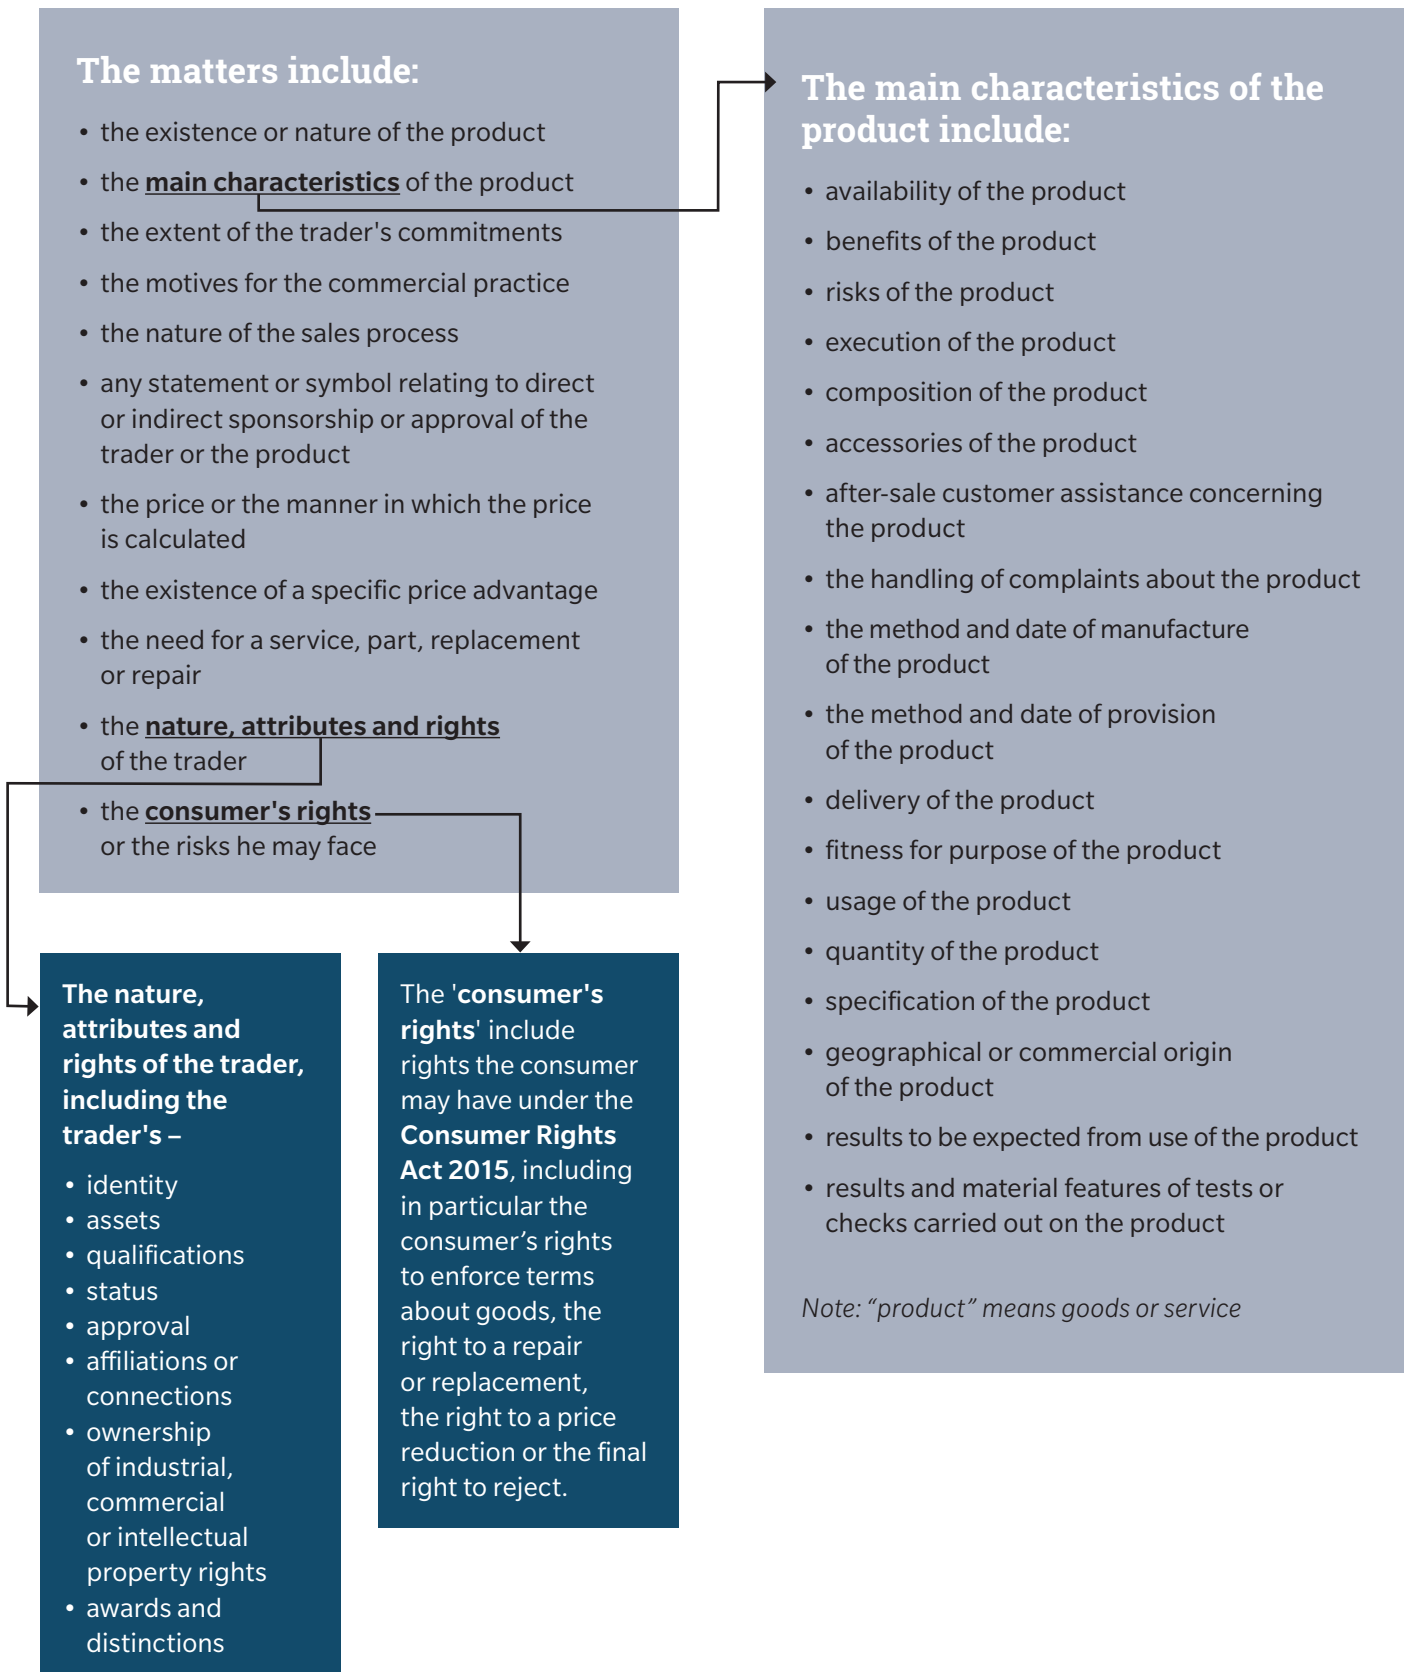 The matters include:
• the existence or nature of the product
• the main characteristics of the product
• the extent of the trader's commitments
• the motives for the commercial practice
• the nature of the sales process
• any statement or symbol relating to direct
or indirect sponsorship or approval of the
trader or the product
• the price or the manner in which the price
is calculated
• the existence of a specific price advantage
• the need for a service, part, replacement
or repair
• the nature, attributes and rights
of the trader
• the consumer's rights
or the risks he may face
The main characteristics of the
product include:
• availability of the product
• benefits of the product
• risks of the product
• execution of the product
• composition of the product
• accessories of the product
• after-sale customer assistance concerning
the product
• the handling of complaints about the product
• the method and date of manufacture
of the product
• the method and date of provision
of the product
• delivery of the product
• fitness for purpose of the product
• usage of the product
• quantity of the product
• specification of the product
• geographical or commercial origin
of the product
• results to be expected from use of the product
• results and material features of tests or
checks carried out on the product
Note: “product” means goods or service
The nature,
attributes and
rights of the trader,
including the
trader's –
• identity
• assets
• qualifications
• status
• approval
• affiliations or
connections
• ownership
of industrial,
commercial
or intellectual
property rights
• awards and
distinctions
The 'consumer's
rights' include
rights the consumer
may have under the
Consumer Rights
Act 2015, including
in particular the
consumer’s rights
to enforce terms
about goods, the
right to a repair
or replacement,
the right to a price
reduction or the final
right to reject.